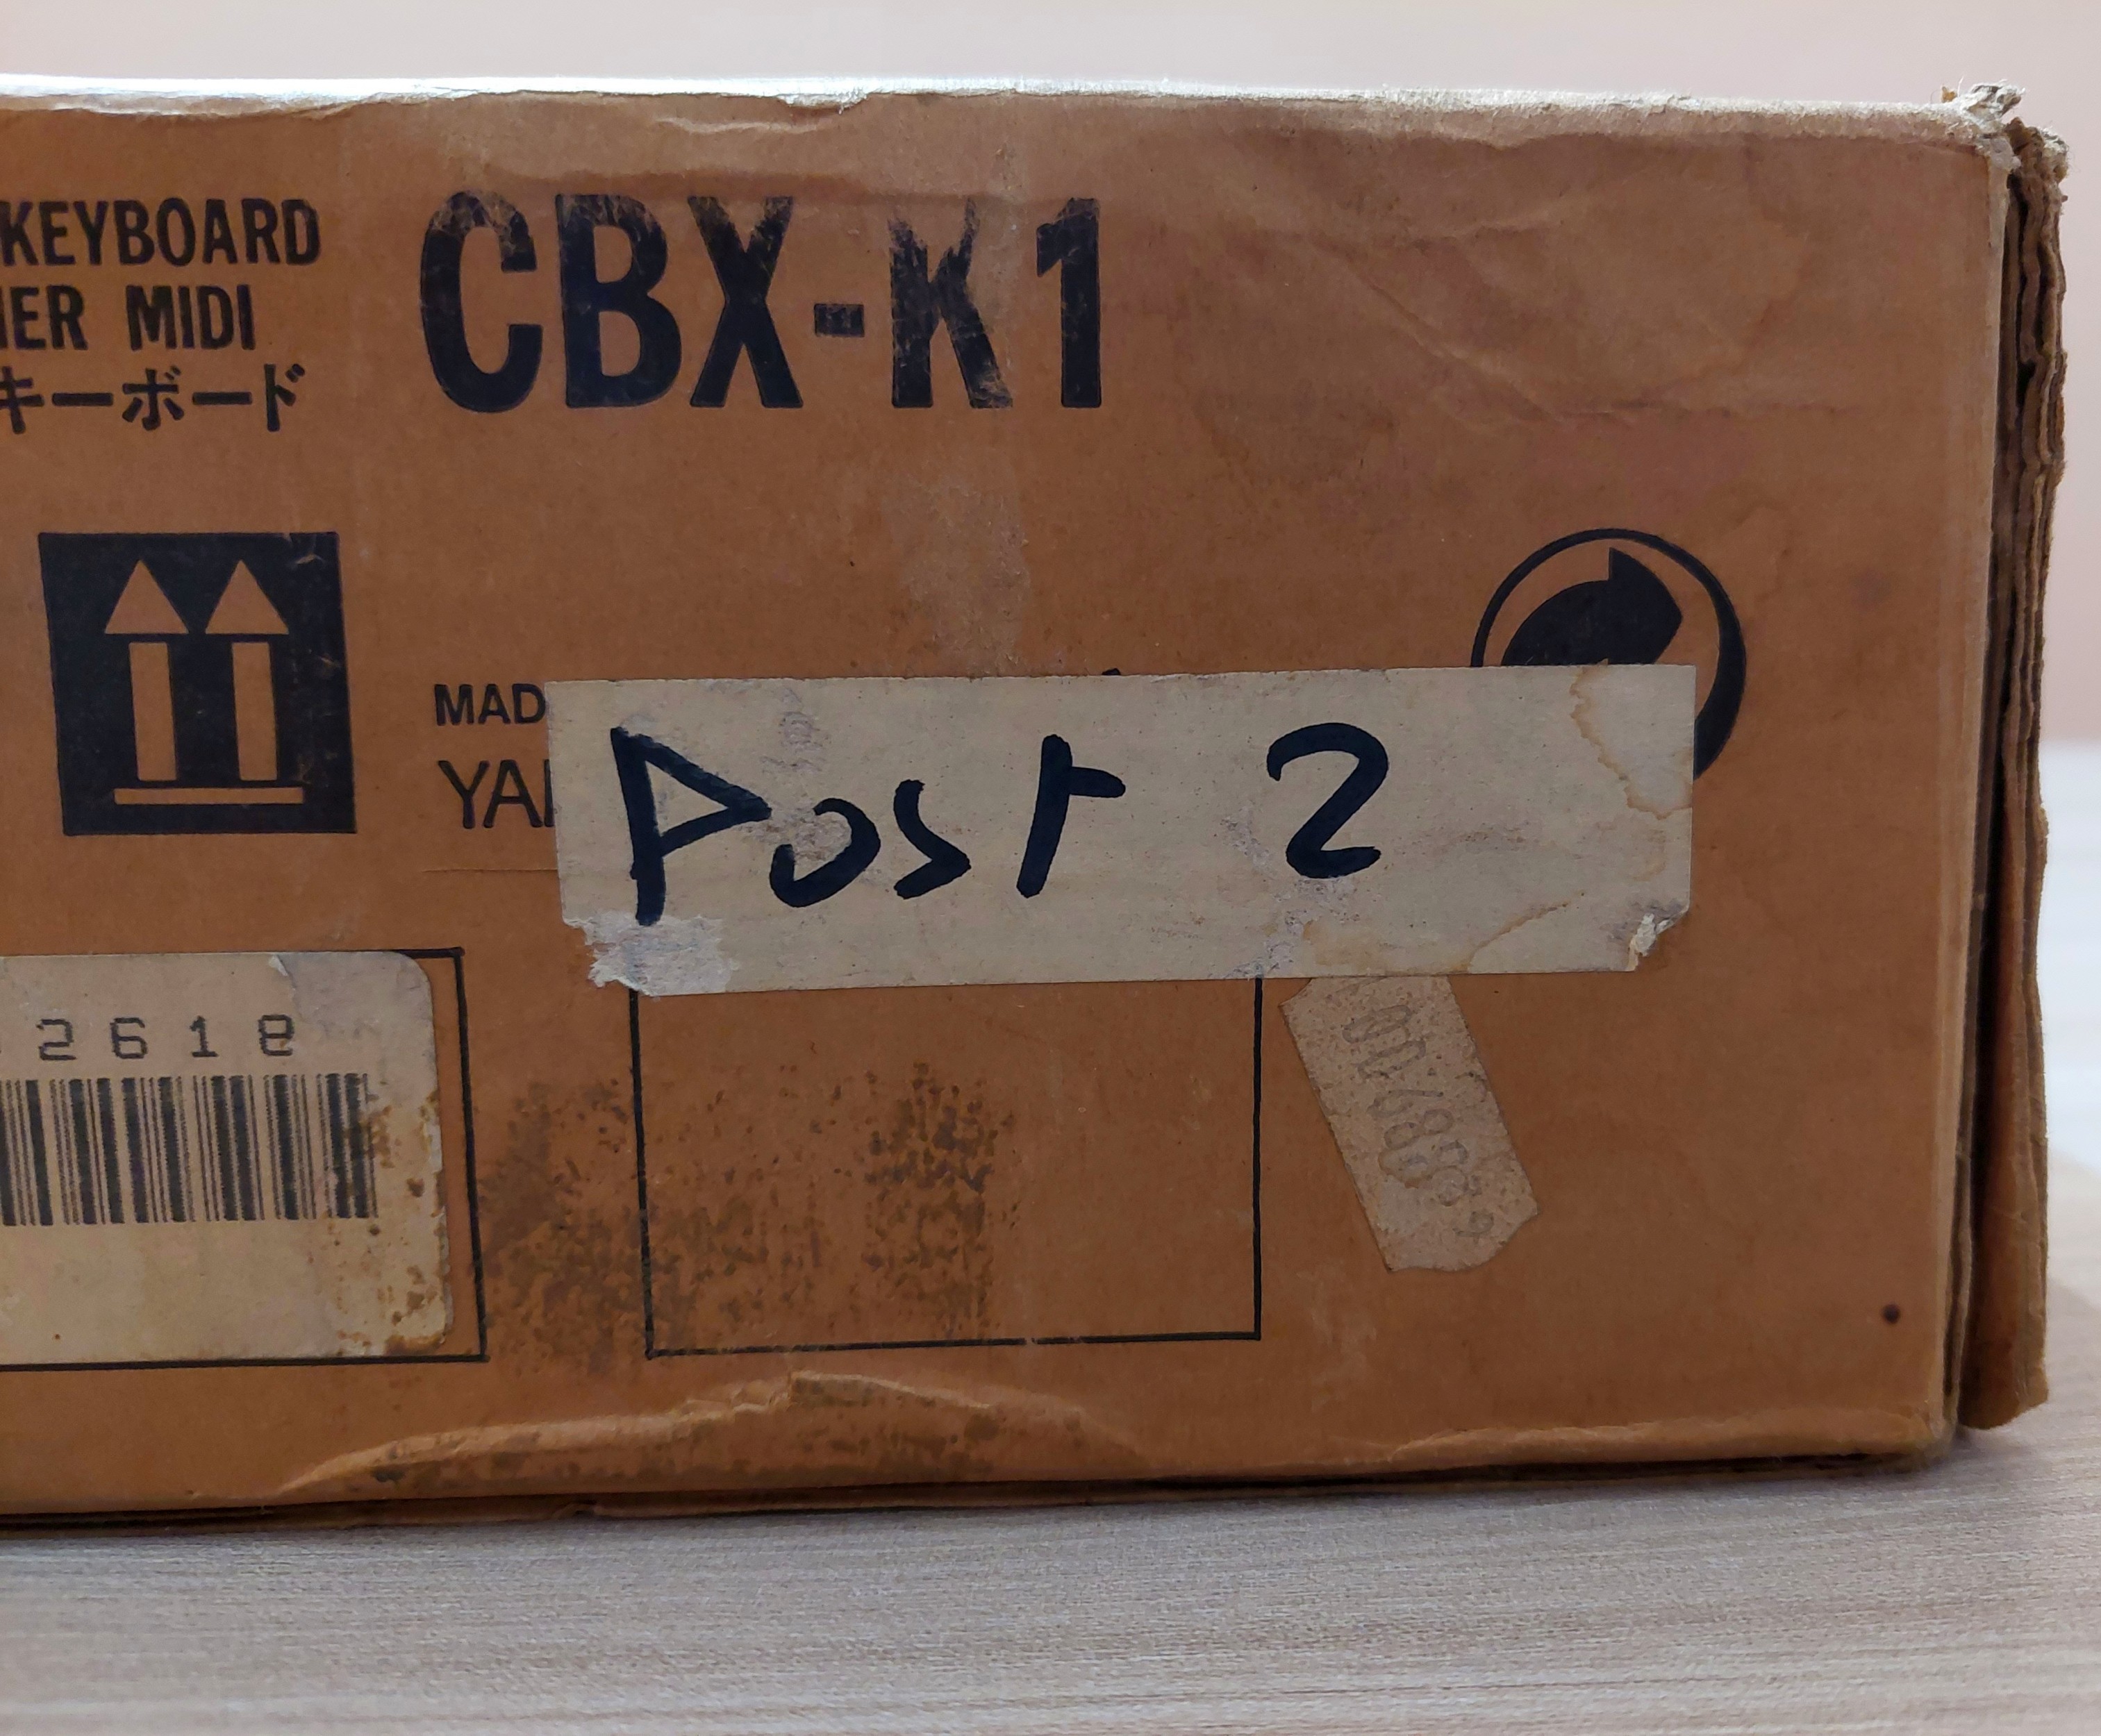 KEYBOARD
IER MIDI
キーボード
CBX-K1
MAD
YA
Post 2
2618